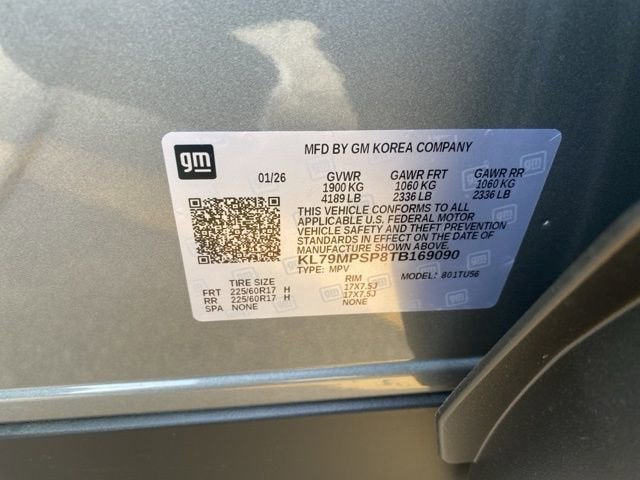 gm
MFD BY GM KOREA COMPANY
01/26 GVWR GAWR FRT GAWR RR
1900 KG 1060 KG 1060 KG
4189 LB 2336 LB 2336 LB
THIS VEHICLE CONFORMS TO ALL
APPLICABLE U.S. FEDERAL MOTOR
VEHICLE SAFETY AND THEFT PREVENTION
STANDARDS IN EFFECT ON THE DATE OF
MANUFACTURE SHOWN ABOVE.
KL79MPSP8TB169090
TYPE: MPV MODEL: 801TU56
TIRE SIZE RIM
FRT 225/60R17 H 17X7.5J
RR 225/60R17 H 17X7.5J
SPA NONE NONE